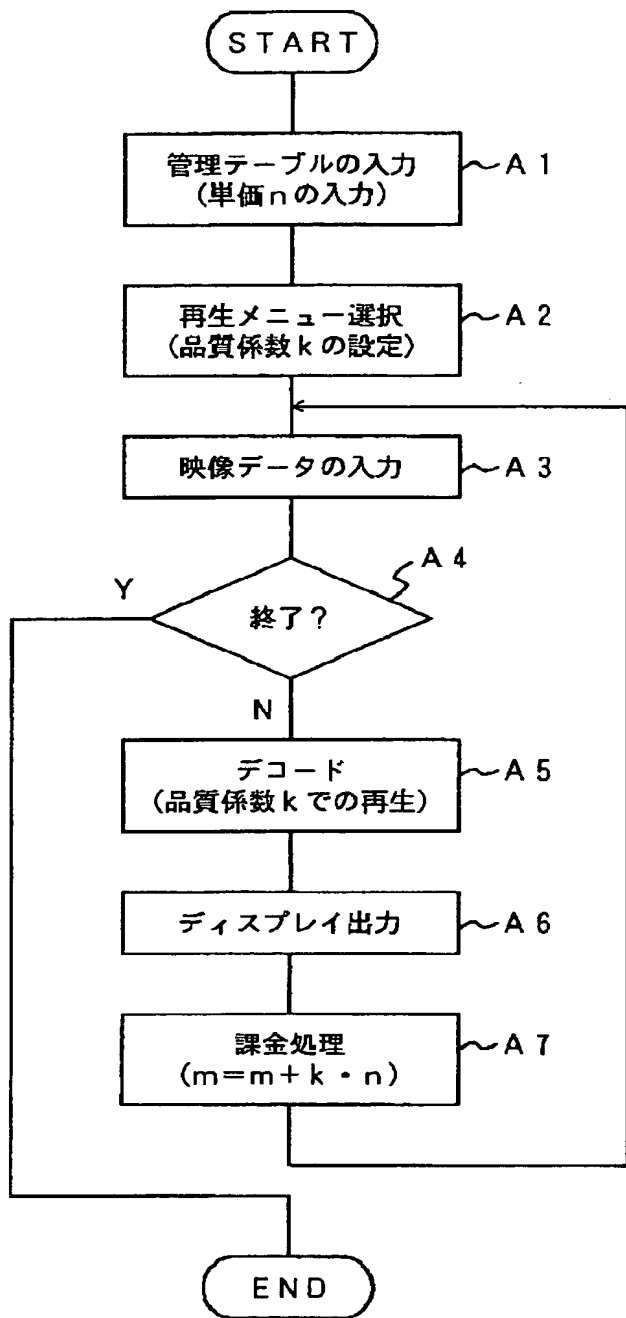 START
管理テーブルの入力
(単価nの入力)
A1
再生メニュー選択
(品質係数kの設定)
A2
映像データの入力
A3
A4
Y
終了?
N
デコード
(品質係数kでの再生)
A5
ディスプレイ出力
A6
課金処理
(m=m+k・n)
A7
END